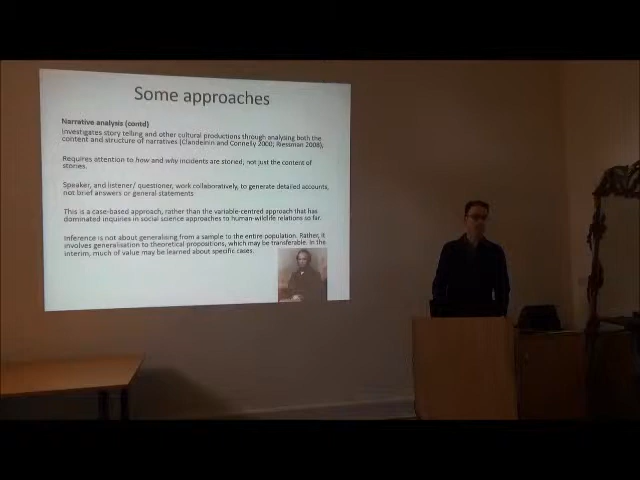 Some approaches
Narrative analysis (contd)
Investigates story telling and other cultural productions through analysing both the
content and structure of narratives (Clandeinin and Connelly 2000; Riessman 2008);
Requires attention to how and why incidents are storied, not just the content of
stories.
Speaker, and listener/ questioner, work collaboratively, to generate detailed accounts,
not brief answers or general statements
This is a case-based approach, rather than the variable-centred approach that has
dominated inquiries in social science approaches to human-wildlife relations so far.
Inference is not about generalising from a sample to the entire population. Rather, it
involves generalisation to theoretical propositions, which may be transferable. In the
interim, much of value may be learned about specific cases.